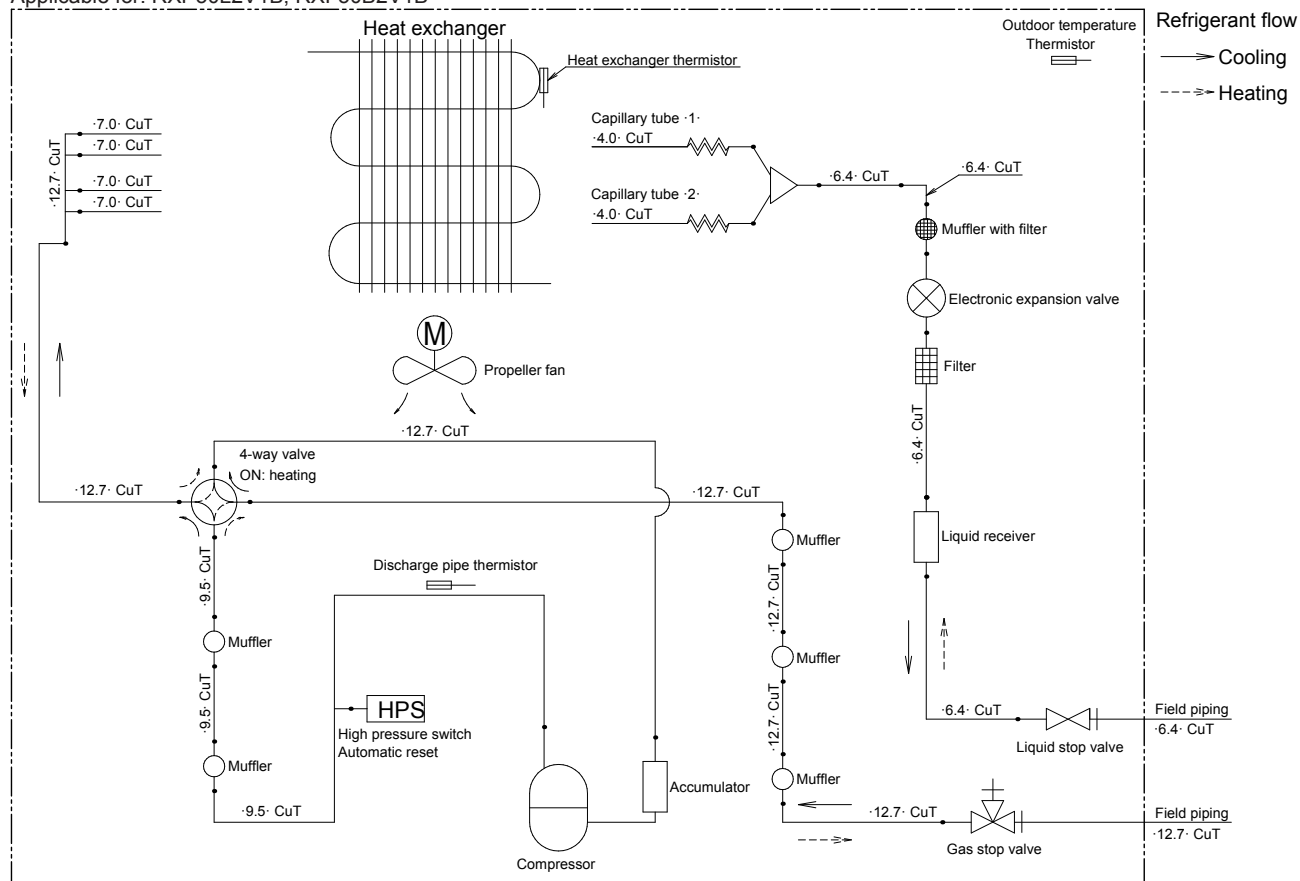 Heat exchanger
Outdoor temperature
Thermistor
Refrigerant flow
Cooling
Heating
Heat exchanger thermistor
·7.0· CuT
·7.0· CuT
·7.0· CuT
·7.0· CuT
·12.7· CuT
Capillary tube ·1·
·4.0· CuT
Capillary tube ·2·
·4.0· CuT
·6.4· CuT
·6.4· CuT
Muffler with filter
Electronic expansion valve
Filter
·6.4· CuT
Liquid receiver
M
Propeller fan
·12.7· CuT
4-way valve
ON: heating
·12.7· CuT
·12.7· CuT
·9.5· CuT
Muffler
·9.5· CuT
Muffler
·9.5· CuT
Discharge pipe thermistor
HPS
High pressure switch
Automatic reset
Compressor
Accumulator
Muffler
·12.7· CuT
Muffler
·12.7· CuT
Muffler
·12.7· CuT
Gas stop valve
Field piping
·12.7· CuT
·6.4· CuT
Liquid stop valve
Field piping
·6.4· CuT